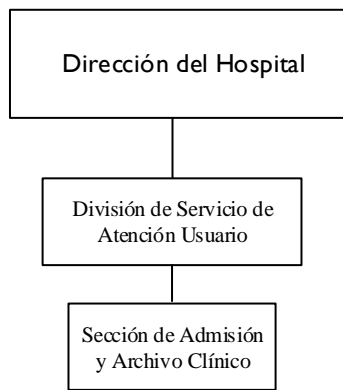 Dirección del Hospital
División de Servicio de
Atención Usuario
Sección de Admisión
y Archivo Clínico